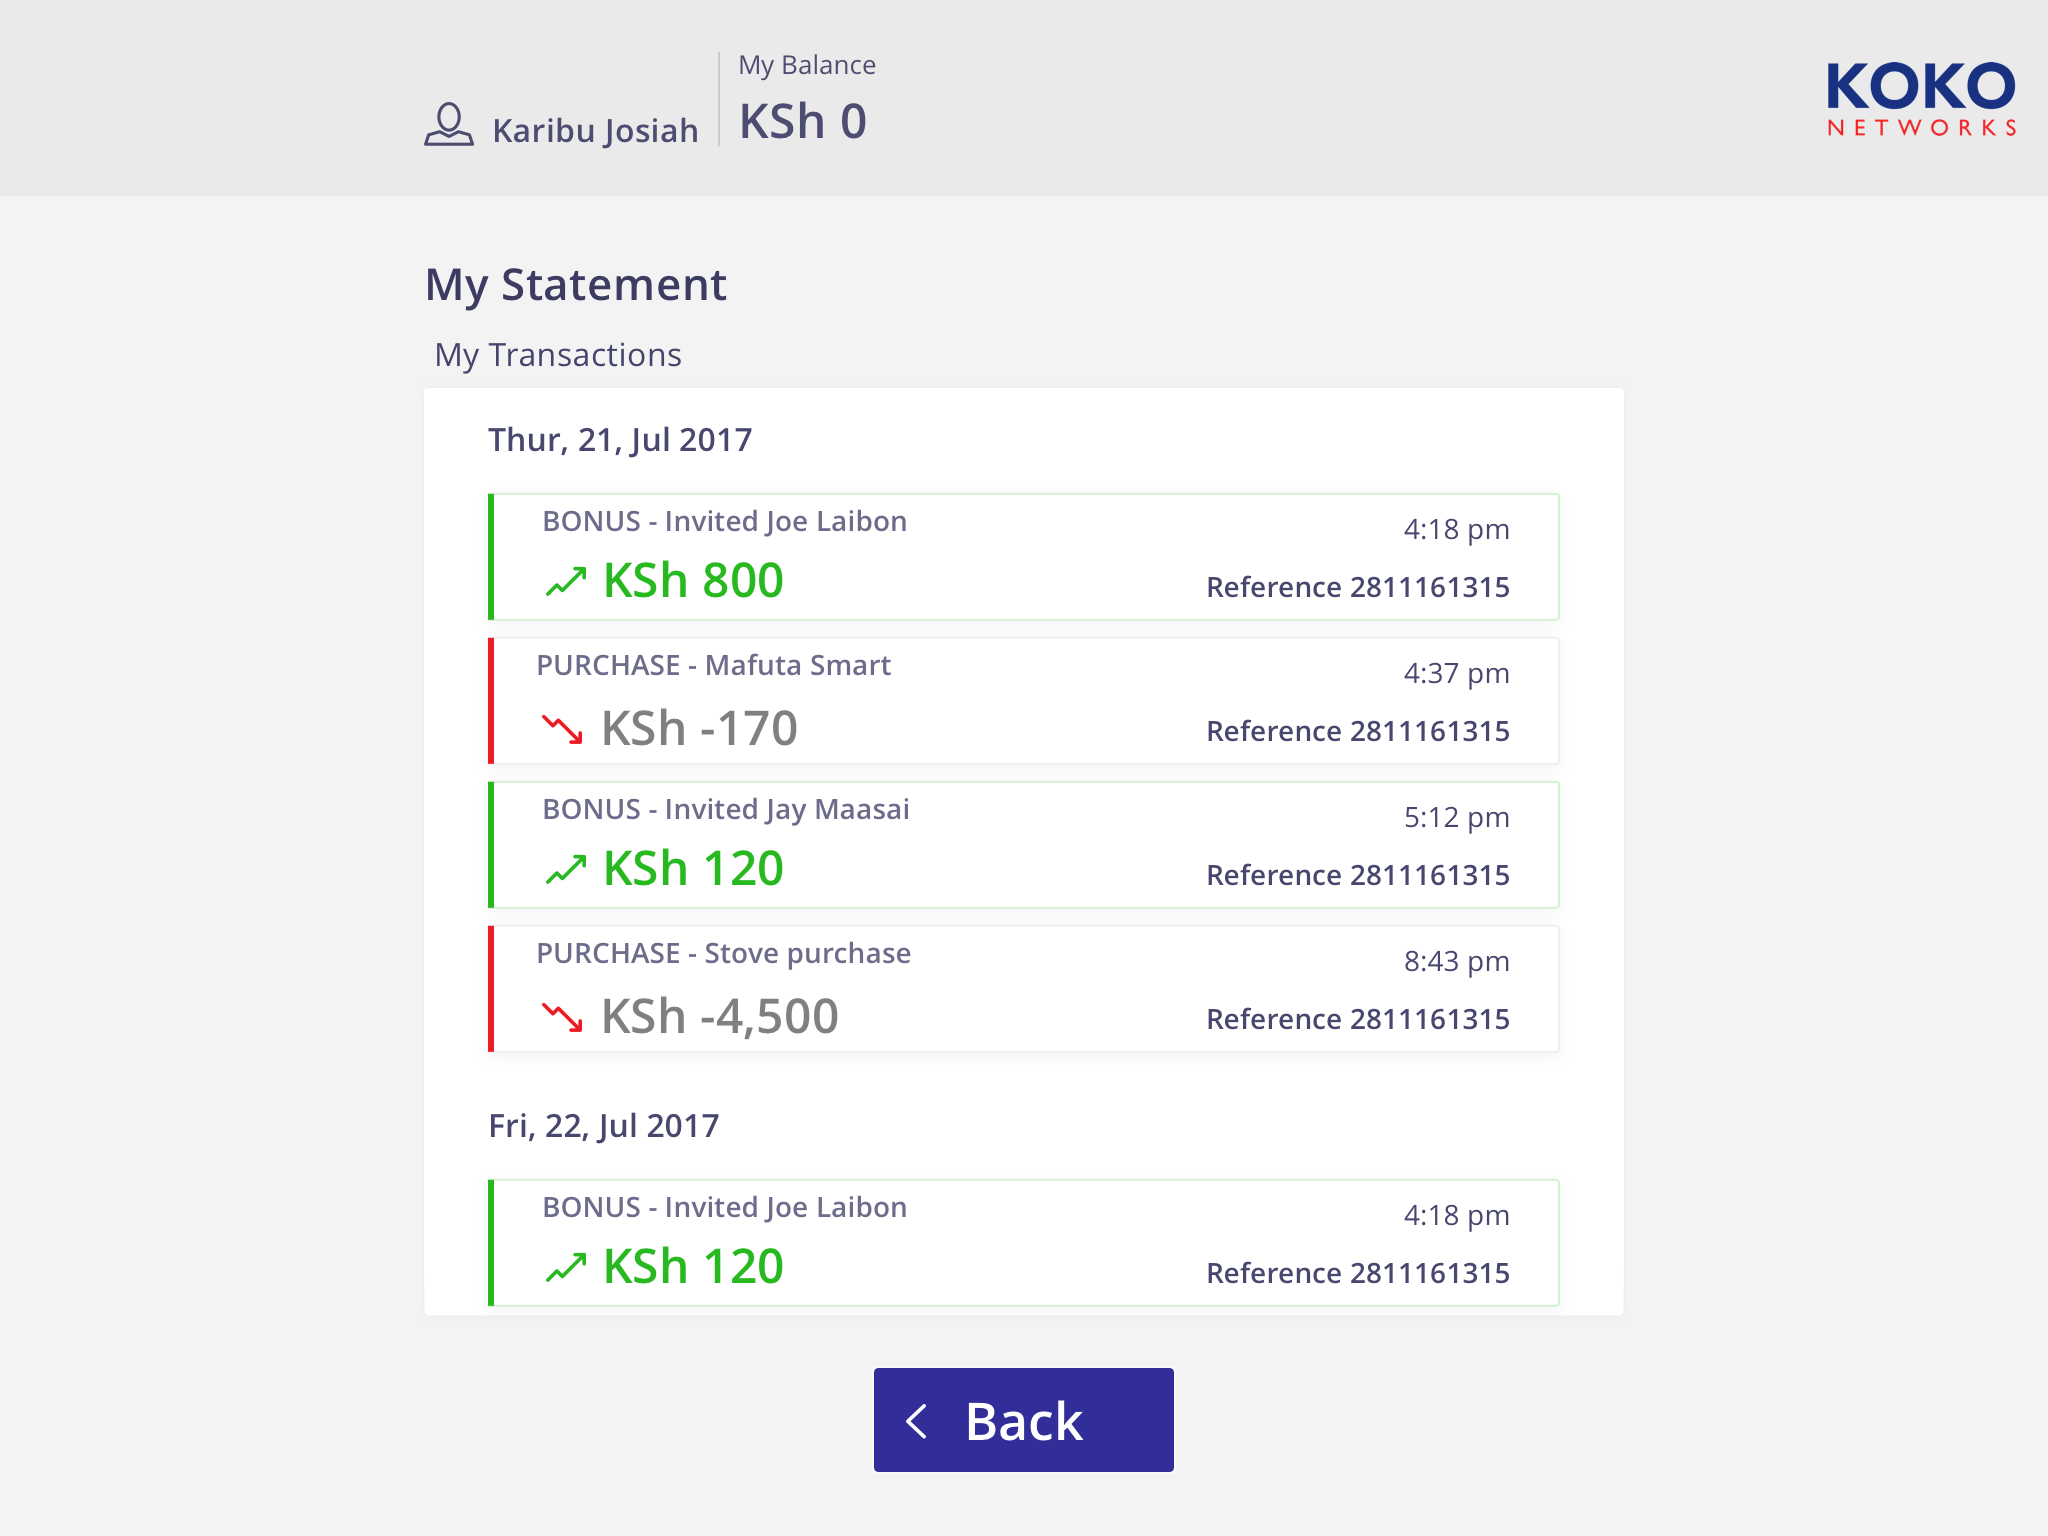 My Balance
Karibu Josiah
KSh 0
KOKO
NETWORKS
My Statement
My Transactions
Thur, 21, Jul 2017
BONUS - Invited Joe Laibon
4:18 pm
KSh 800
Reference 2811161315
PURCHASE - Mafuta Smart
4:37 pm
KSh -170
Reference 2811161315
BONUS - Invited Jay Maasai
5:12 pm
KSh 120
Reference 2811161315
PURCHASE - Stove purchase
8:43 pm
KSh -4,500
Reference 2811161315
Fri, 22, Jul 2017
BONUS - Invited Joe Laibon
4:18 pm
KSh 120
Reference 2811161315
Back